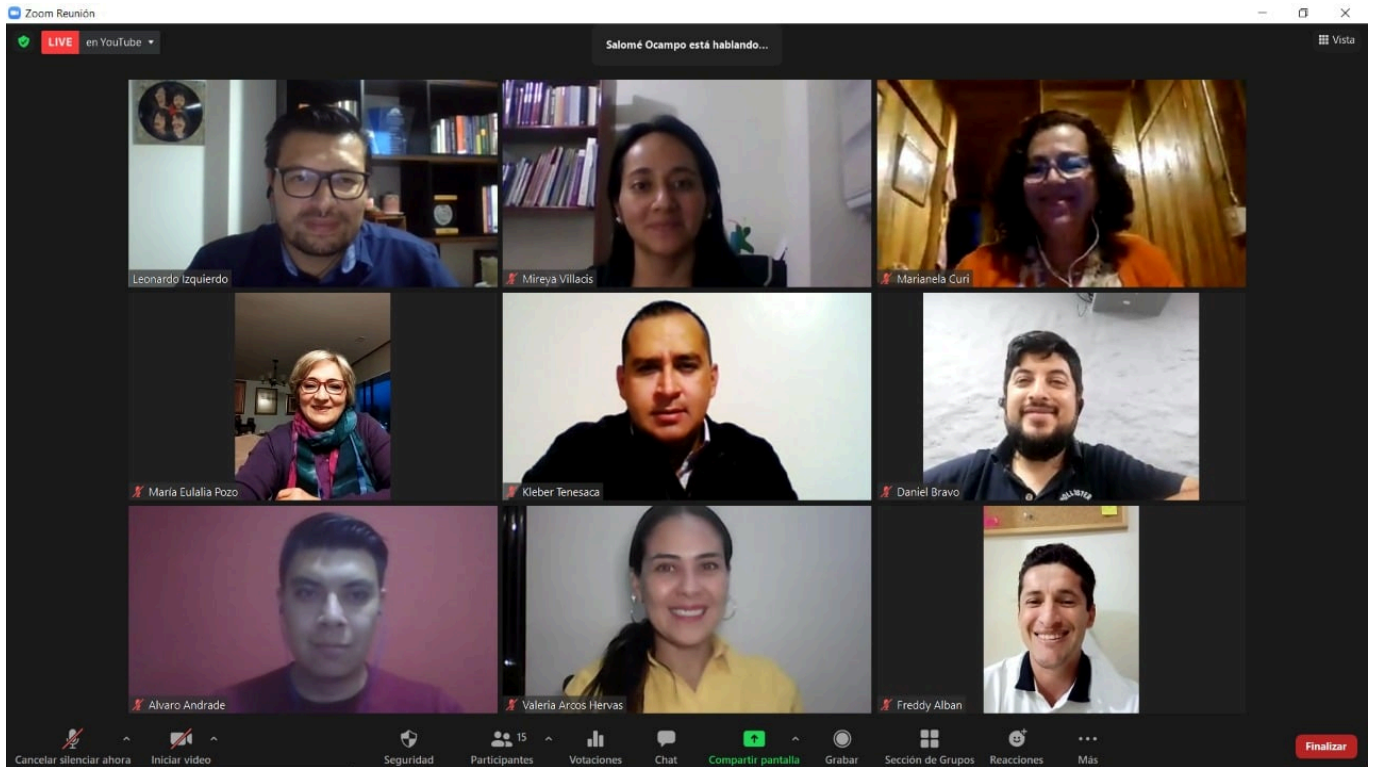 Zoom Reunión
LIVE en YouTube
Salomé Ocampo está hablando...
Vista
Leonardo Izquierdo
Mireya Villacis
Marianela Curi
María Eulalia Pozo
Kleber Tenesaca
Daniel Bravo
HOLLISTER
Alvaro Andrade
Valeria Arcos Hervas
Freddy Alban
15
Cancelar silenciar ahora
Iniciar video
Seguridad
Participantes
Votaciones
Chat
Compartir pantalla
Grabar
Sección de Grupos
Reacciones
Más
Finalizar